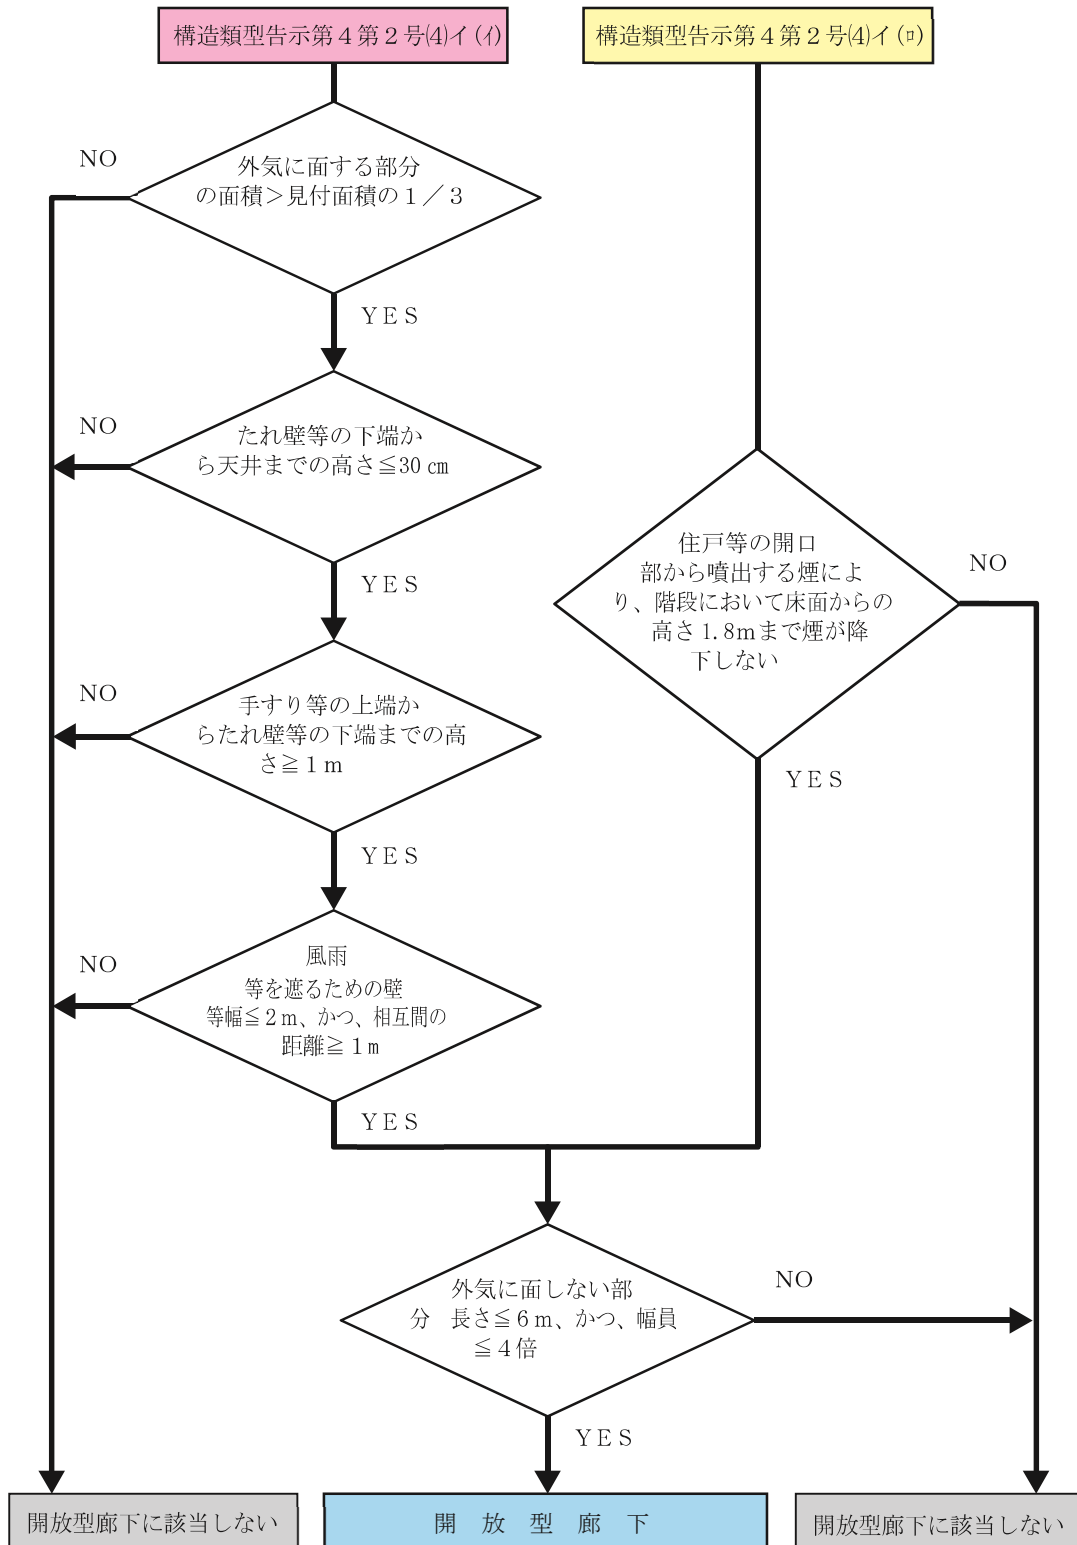 構造類型告示第４第２号⑷イ（ｲ）
構造類型告示第４第２号⑷イ（ﾛ）
NO
外気に面する部分
の面積＞見付面積の１／３
YES
NO
たれ壁等の下端か
ら天井までの高さ≦30㎝
YES
住戸等の開口
部から噴出する煙によ
り、階段において床面からの
高さ1.8mまで煙が降
下しない
NO
YES
NO
手すり等の上端か
らたれ壁等の下端までの高
さ≧１m
YES
NO
風雨
等を遮るための壁
等幅≦２m、かつ、相互間の
距離≧１m
YES
外気に面しない部
分　長さ≦６m、かつ、幅員
≦４倍
NO
YES
開放型廊下に該当しない
開　放　型　廊　下
開放型廊下に該当しない